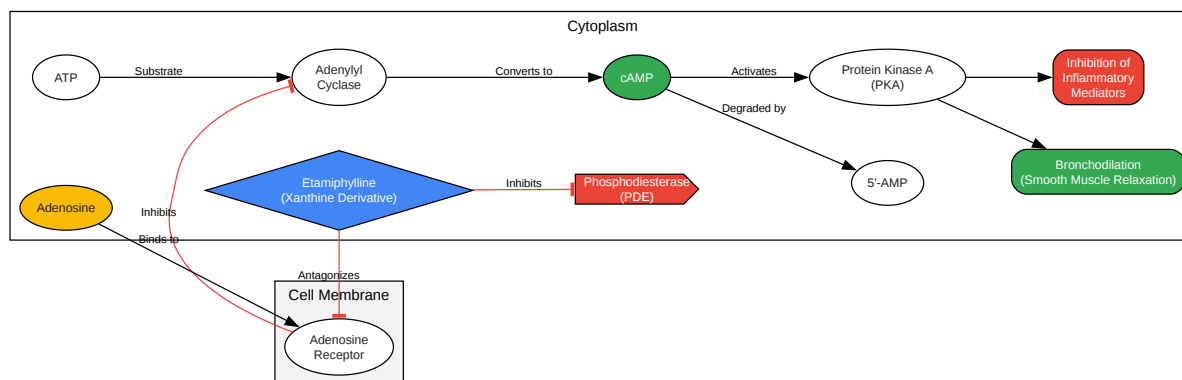 Cytoplasm
ATP
Substrate
Adenylyl
Cyclase
Converts to
cAMP
Activates
Protein Kinase A
(PKA)
Inhibition of
Inflammatory
Mediators
Degraded by
Bronchodilation
(Smooth Muscle Relaxation)
5'-AMP
Etamiphylline
(Xanthine Derivative)
Inhibits
Phosphodiesterase
(PDE)
Adenosine
Inhibits
Binds to
Antagonizes
Cell Membrane
Adenosine
Receptor